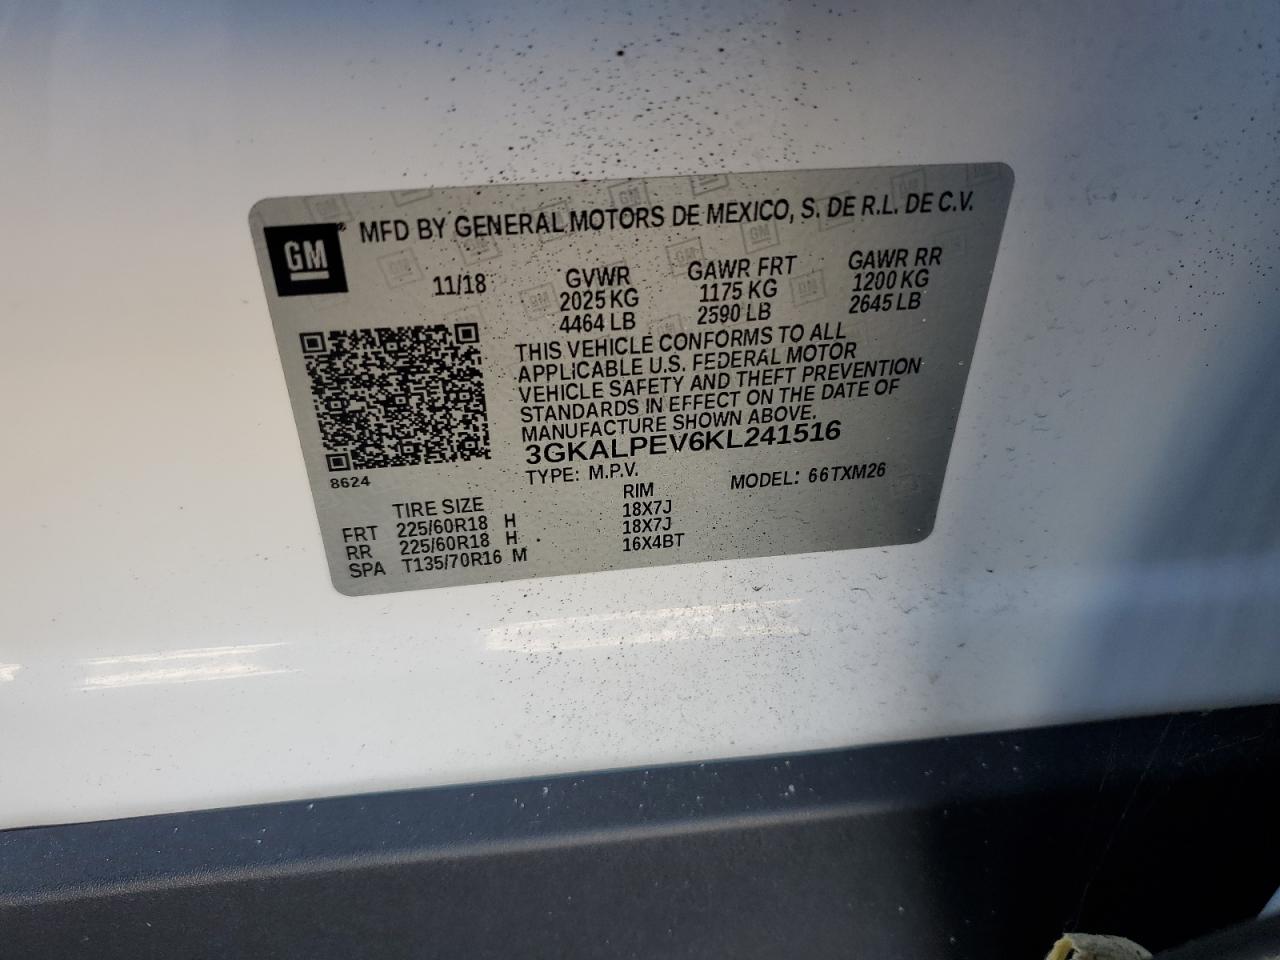 GM ® MFD BY GENERAL MOTORS DE MEXICO, S. DE R.L. DE C.V.
11/18 GVWR GAWR FRT GAWR RR
2025 KG 1175 KG 1200 KG
4464 LB 2590 LB 2645 LB
THIS VEHICLE CONFORMS TO ALL
APPLICABLE U.S. FEDERAL MOTOR
VEHICLE SAFETY AND THEFT PREVENTION
STANDARDS IN EFFECT ON THE DATE OF
MANUFACTURE SHOWN ABOVE.
3GKALPEV6KL241516
TYPE: M.P.V. MODEL: 66TXM26
8624
TIRE SIZE RIM
FRT 225/60R18 H 18X7J
RR 225/60R18 H 18X7J
SPA T135/70R16 M 16X4BT